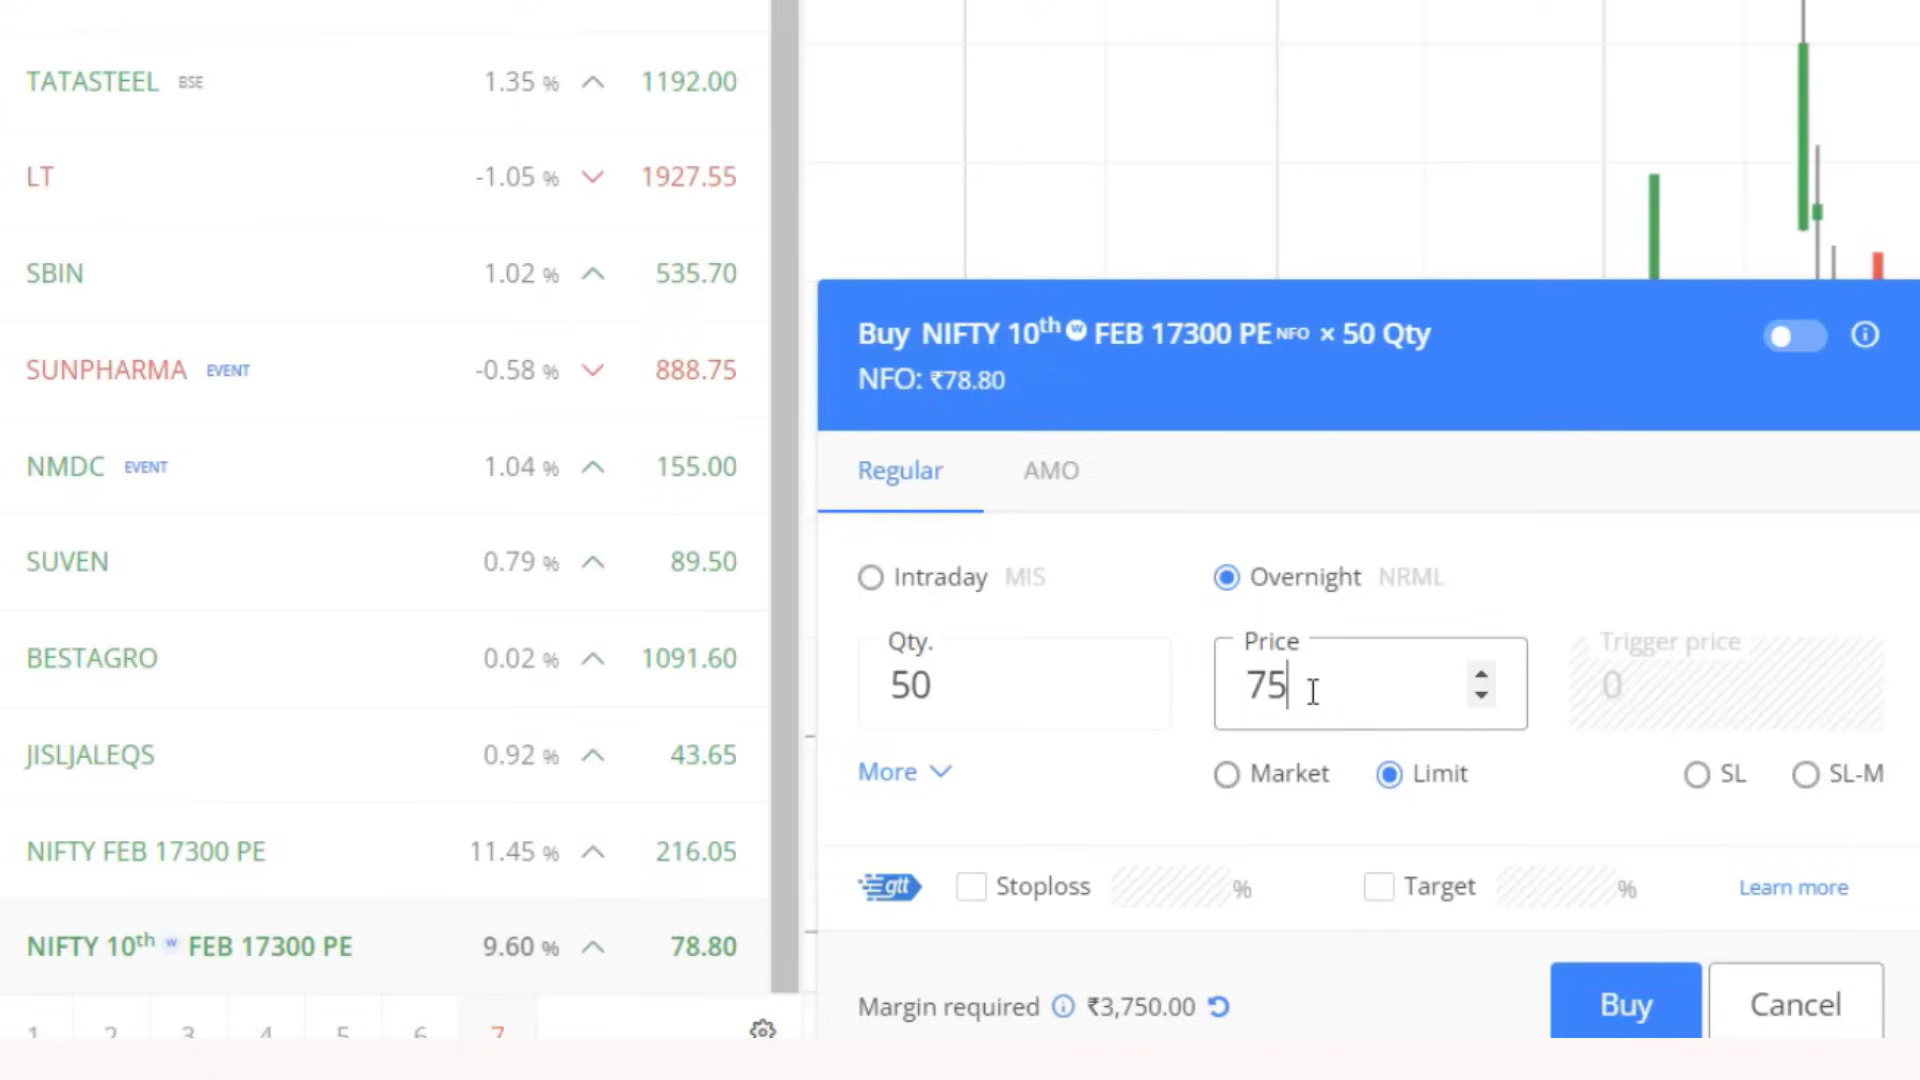 TATASTEEL BSE 1.35 % 1192.00
LT -1.05 % 1927.55
SBIN 1.02 % 535.70
SUNPHARMA EVENT -0.58 % 888.75
NMDC EVENT 1.04 % 155.00
SUVEN 0.79 % 89.50
BESTAGRO 0.02 % 1091.60
JISLJALEQS 0.92 % 43.65
NIFTY FEB 17300 PE 11.45 % 216.05
NIFTY 10th w FEB 17300 PE 9.60 % 78.80
1 2 3 4 5 6 7
Buy NIFTY 10th w FEB 17300 PE NFO × 50 Qty
NFO: ₹78.80
Regular AMO
Intraday MIS Overnight NRML
Qty. Price Trigger price
50 75 0
More Market Limit SL SL-M
gtt Stoploss % Target % Learn more
Margin required ₹3,750.00 Buy Cancel